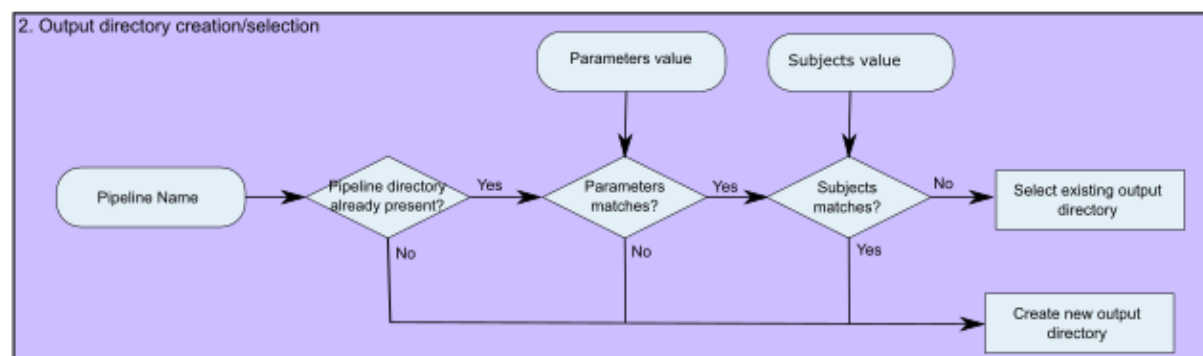 2. Output directory creation/selection
Parameters value
Subjects value
Pipeline Name
Pipeline directory
already present?
Yes
Parameters
matches?
Yes
Subjects
matches?
No
Select existing output
directory
No
No
Yes
Create new output
directory